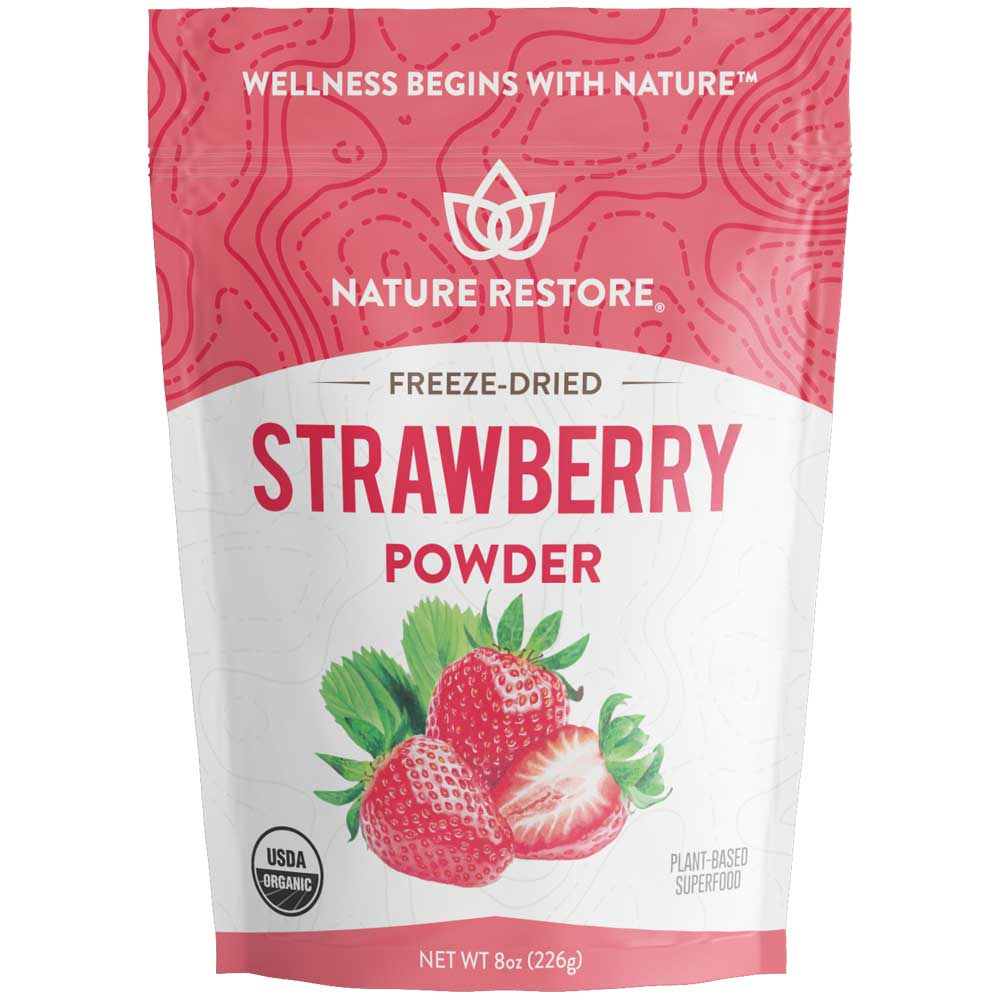 WELLNESS BEGINS WITH NATURE™
NATURE RESTORE®
FREEZE-DRIED
STRAWBERRY
POWDER
USDA
ORGANIC
PLANT-BASED
SUPERFOOD
NET WT 8oz (226g)